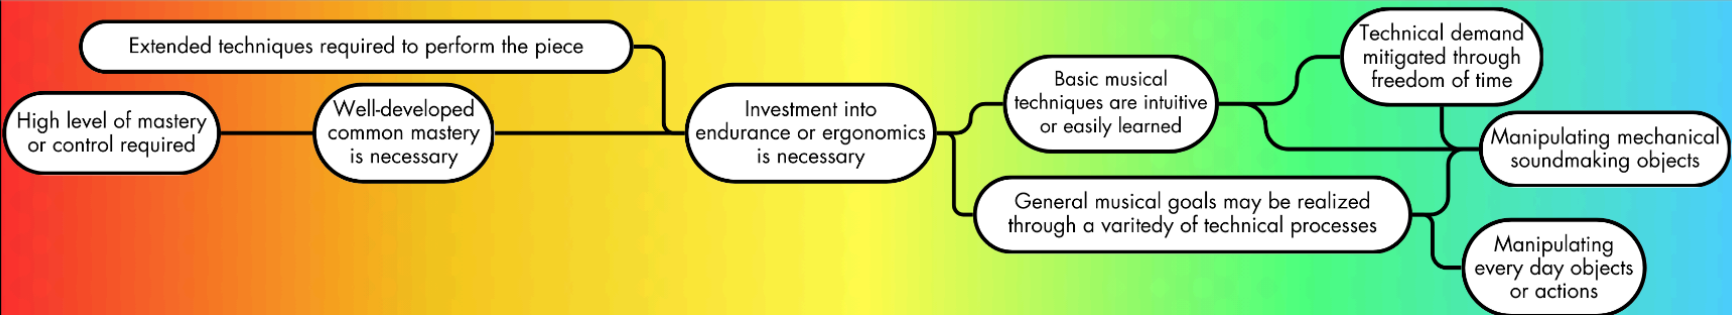 Extended techniques required to perform the piece
High level of mastery
or control required
Well-developed
common mastery
is necessary
Investment into
endurance or ergonomics
is necessary
Basic musical
techniques are intuitive
or easily learned
Technical demand
mitigated through
freedom of time
Manipulating mechanical
soundmaking objects
General musical goals may be realized
through a varitedy of technical processes
Manipulating
every day objects
or actions